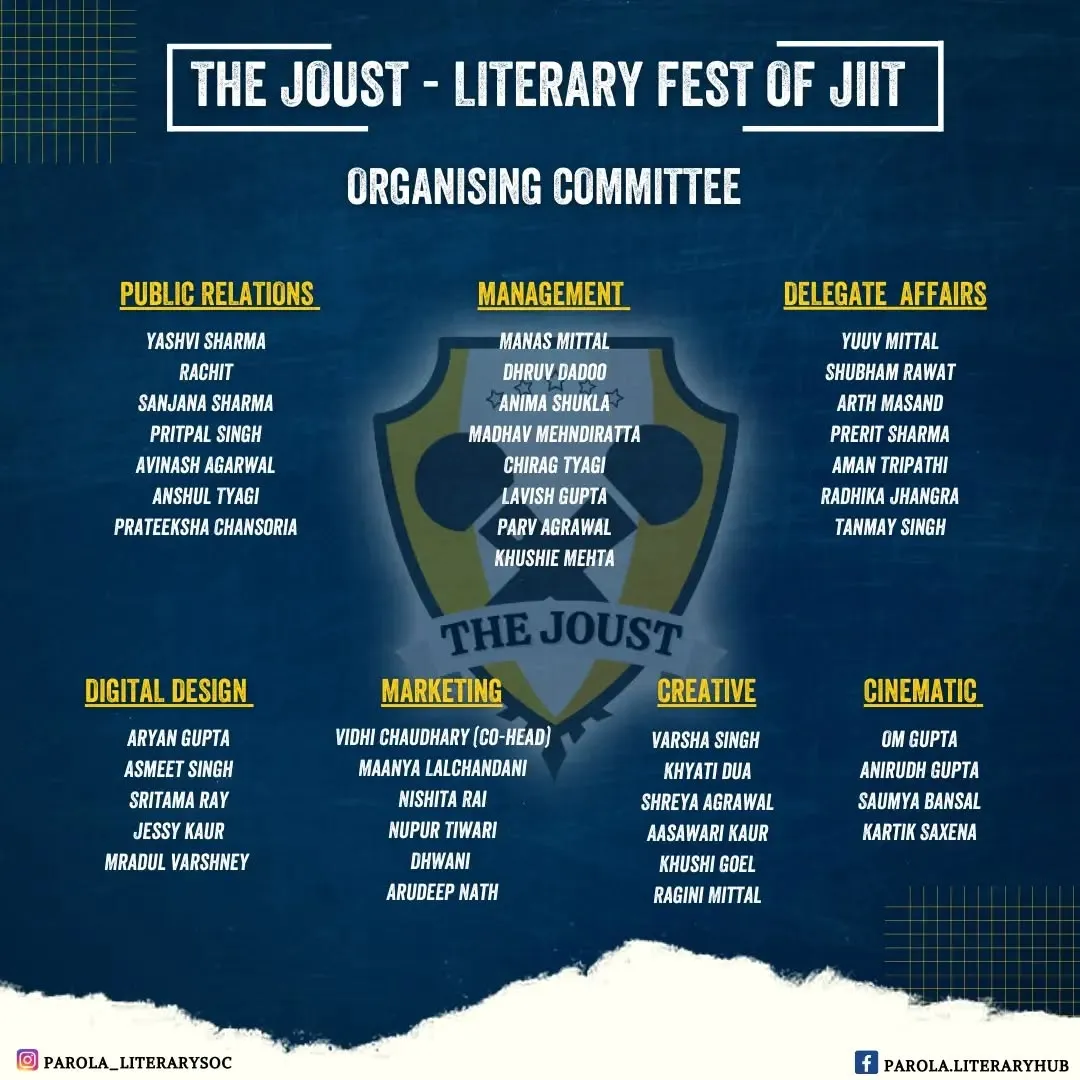 THE JOUST - LITERARY FEST OF JIIT
ORGANISING COMMITTEE
PUBLIC RELATIONS
YASHVI SHARMA
RACHIT
SANJANA SHARMA
PRITPAL SINGH
AVINASH AGARWAL
ANSHUL TYAGI
PRATEEKSHA CHANSORIA
MANAGEMENT
MANAS MITTAL
DHRUV DADOO
ANIMA SHUKLA
MADHAV MEHNDIRATTA
CHIRAG TYAGI
LAVISH GUPTA
PARV AGRAWAL
KHUSHIE MEHTA
DELEGATE AFFAIRS
YUUV MITTAL
SHUBHAM RAWAT
ARTH MASAND
PRERIT SHARMA
AMAN TRIPATHI
RADHIKA JHANGRA
TANMAY SINGH
THE JOUST
DIGITAL DESIGN
ARYAN GUPTA
ASMEET SINGH
SRITAMA RAY
JESSY KAUR
MRADUL VARSHNEY
MARKETING
VIDHI CHAUDHARY (CO-HEAD)
MAANYA LALCHANDANI
NISHITA RAI
NUPUR TIWARI
DHWANI
ARUDEEP NATH
CREATIVE
VARSHA SINGH
KHYATI DUA
SHREYA AGRAWAL
AASAWARI KAUR
KHUSHI GOEL
RAGINI MITTAL
CINEMATIC
OM GUPTA
ANIRUDH GUPTA
SAUMYA BANSAL
KARTIK SAXENA
PAROLA_LITERARYSOC
PAROLA.LITERARYHUB